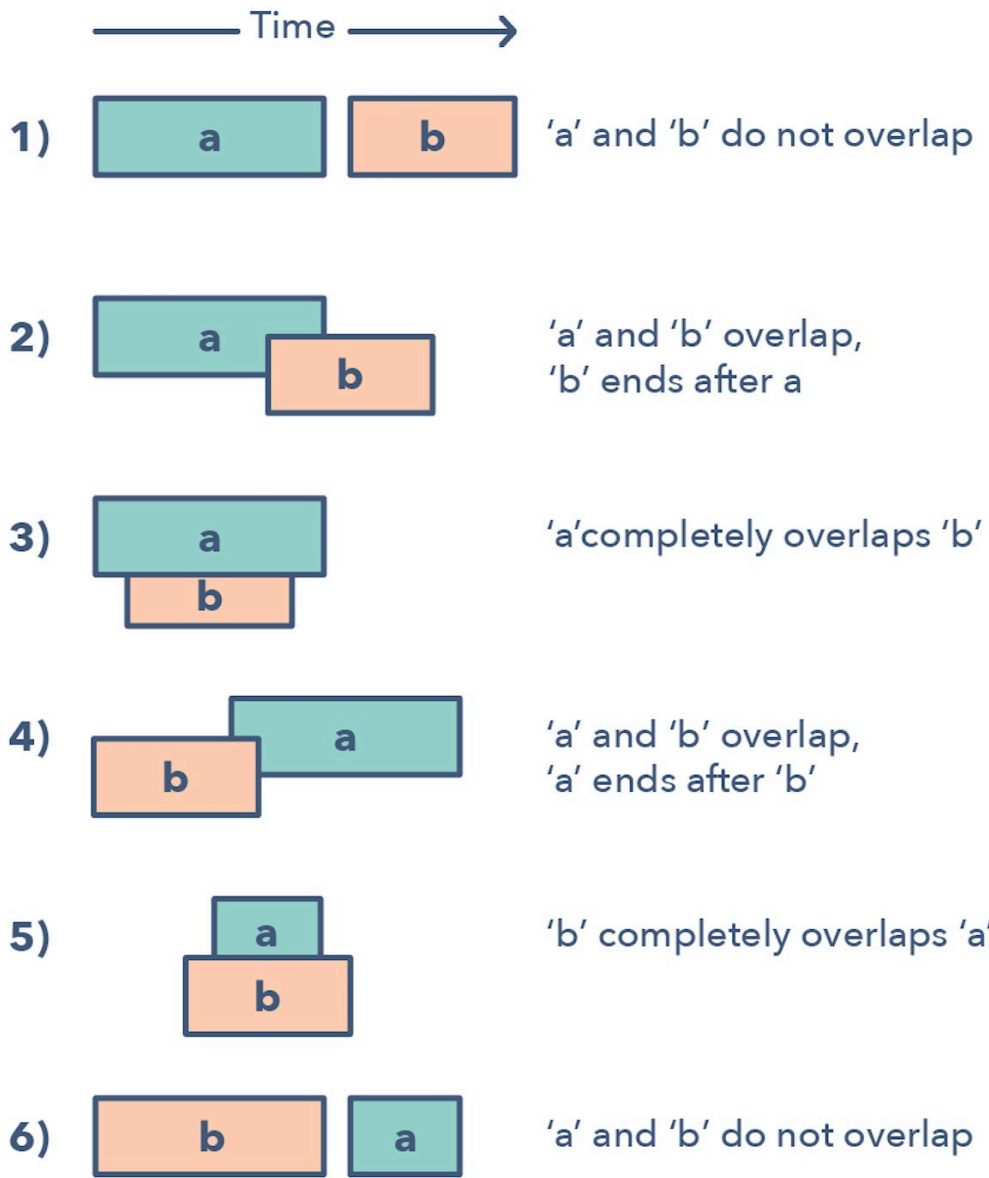 Time
1)
a
b
‘a’ and ‘b’ do not overlap
2)
a
b
‘a’ and ‘b’ overlap,
‘b’ ends after a
3)
a
b
‘a’completely overlaps ‘b’
4)
a
b
‘a’ and ‘b’ overlap,
‘a’ ends after ‘b’
5)
a
b
‘b’ completely overlaps ‘a’
6)
b
a
‘a’ and ‘b’ do not overlap